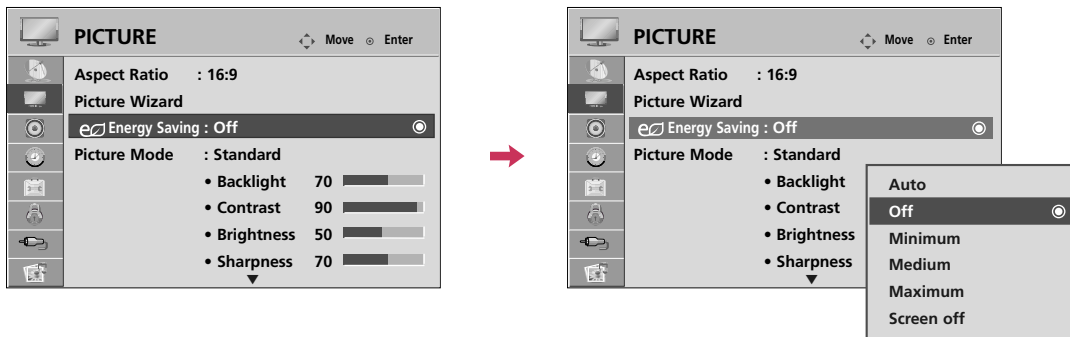 PICTURE
Move Enter
Aspect Ratio : 16:9
Picture Wizard
Energy Saving : Off
Picture Mode : Standard
• Backlight 70
• Contrast 90
• Brightness 50
• Sharpness 70
PICTURE
Move Enter
Aspect Ratio : 16:9
Picture Wizard
Energy Saving : Off
Picture Mode : Standard
• Backlight
• Contrast
• Brightness
• Sharpness
Auto
Off
Minimum
Medium
Maximum
Screen off